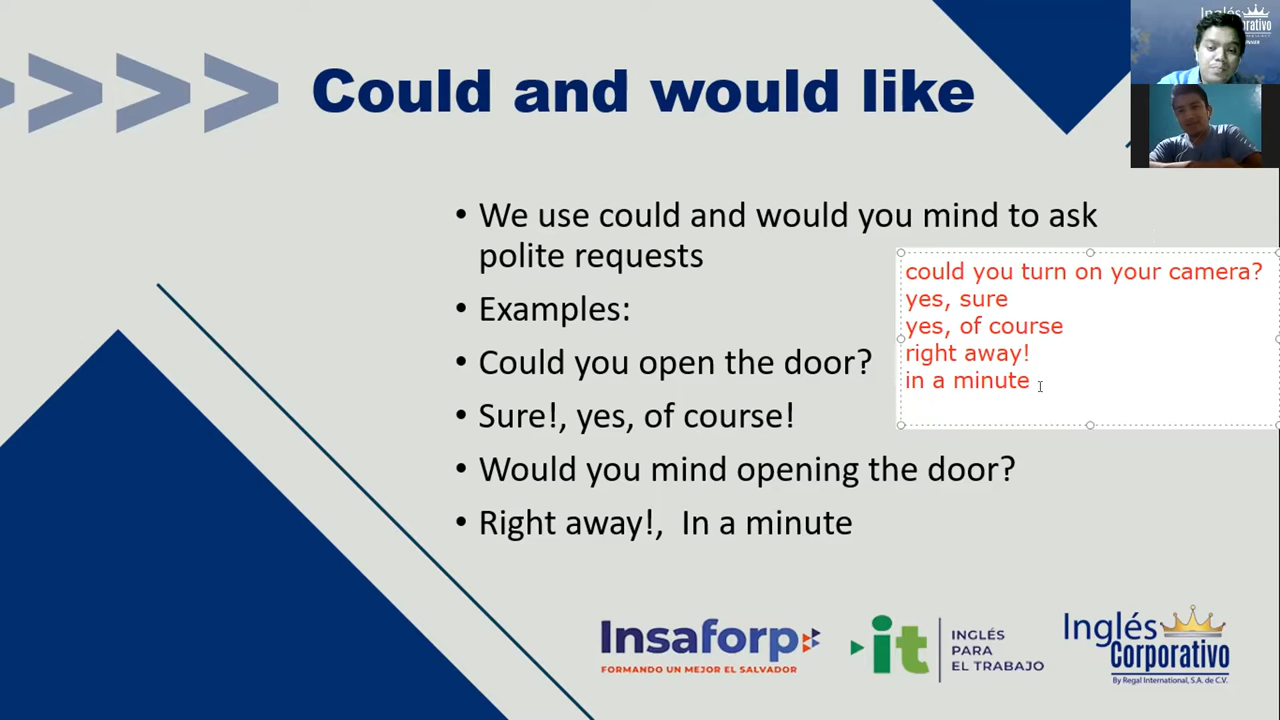 Could and would like
• We use could and would you mind to ask
polite requests
• Examples:
• Could you open the door?
• Sure!, yes, of course!
• Would you mind opening the door?
• Right away!,  In a minute
could you turn on your camera?
yes, sure
yes, of course
right away!
in a minute
Insaforp
FORMANDO UN MEJOR EL SALVADOR
it
INGLÉS
PARA
EL TRABAJO
Inglés
Corporativo
By Regal International, S.A. de C.V.